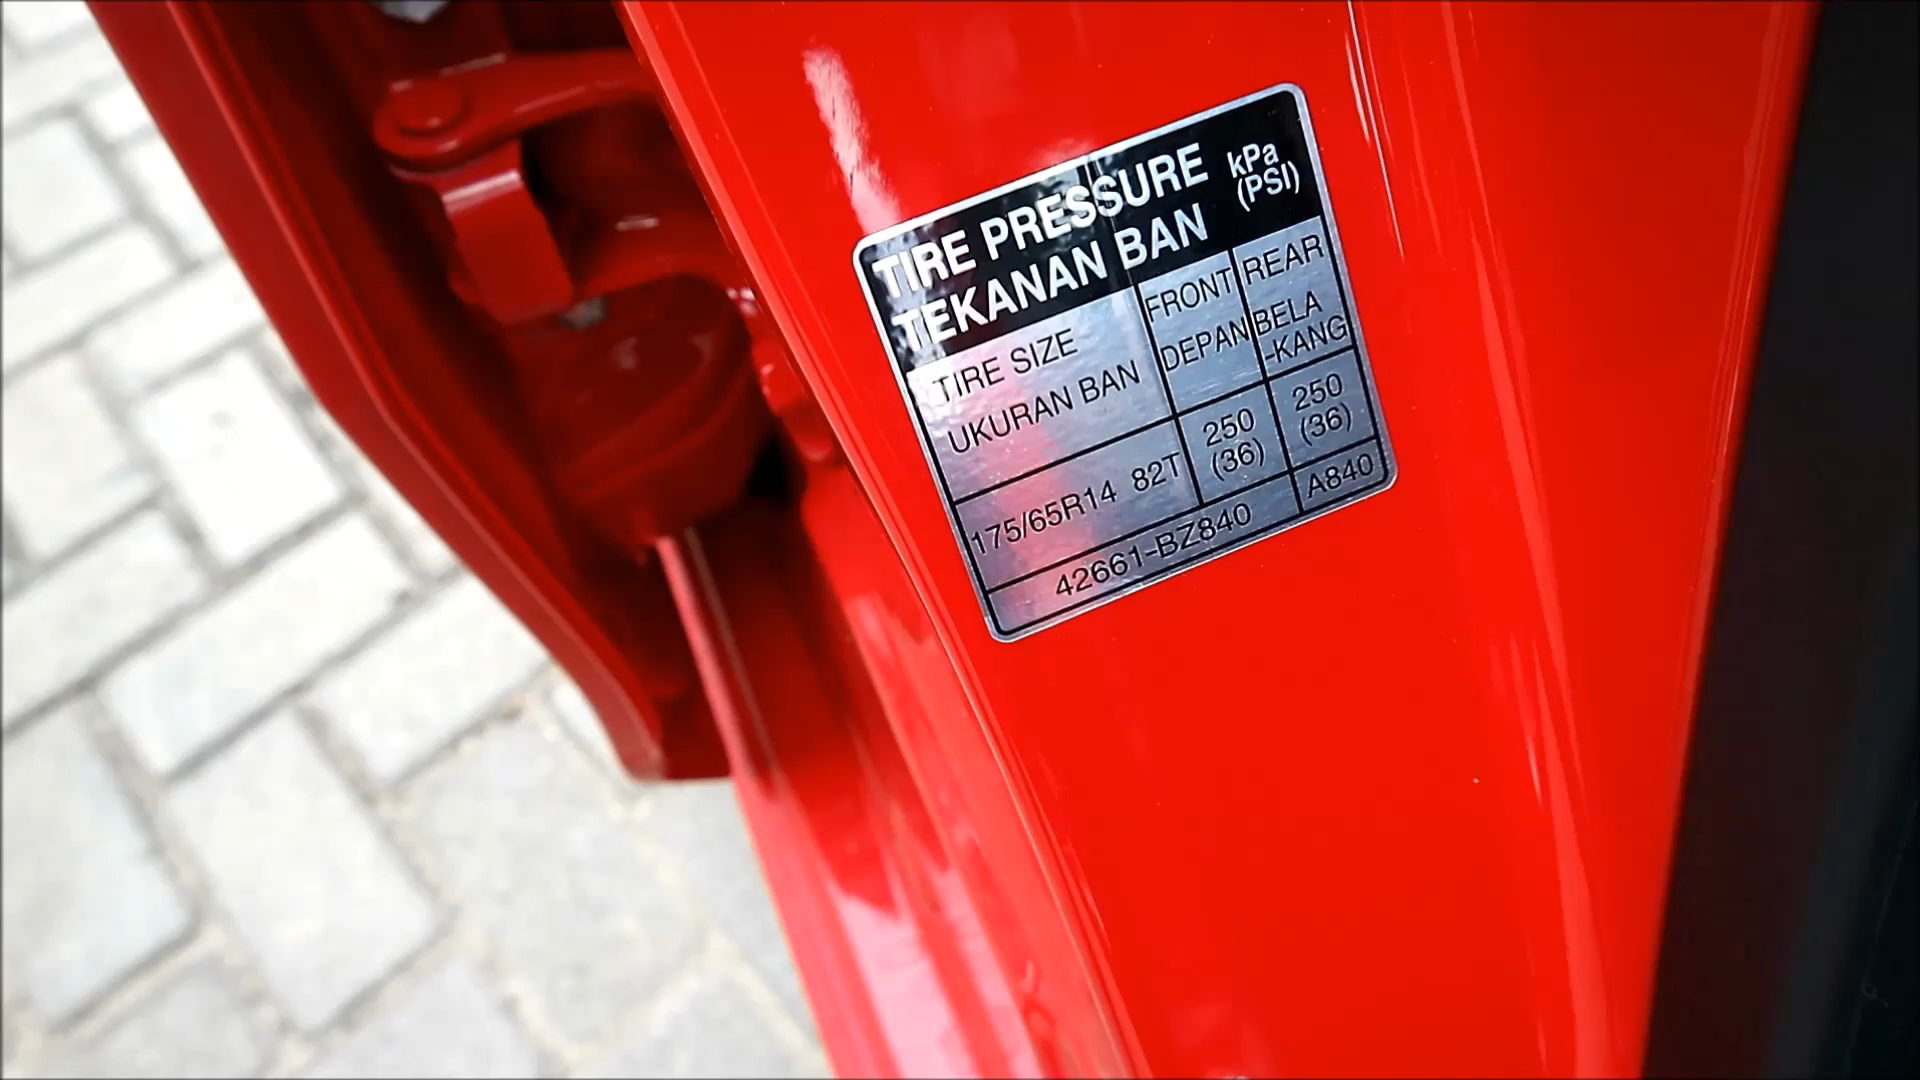 TIRE PRESSURE kPa
TEKANAN BAN (PSI)
TIRE SIZE FRONT REAR
UKURAN BAN DEPAN BELA
-KANG
175/65R14 82T 250 250
(36) (36)
42661-BZ840 A840